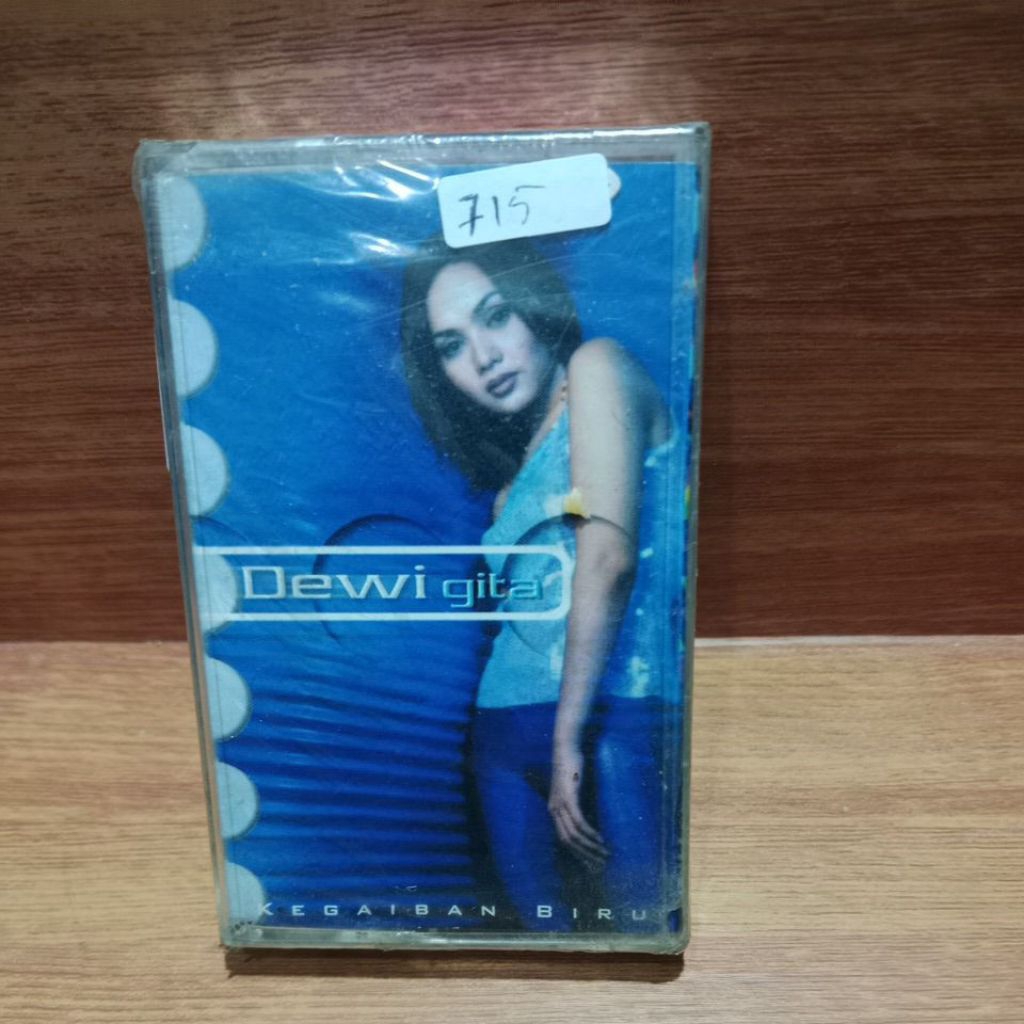 715
Dewi gita
KEGAIBAN BIRU